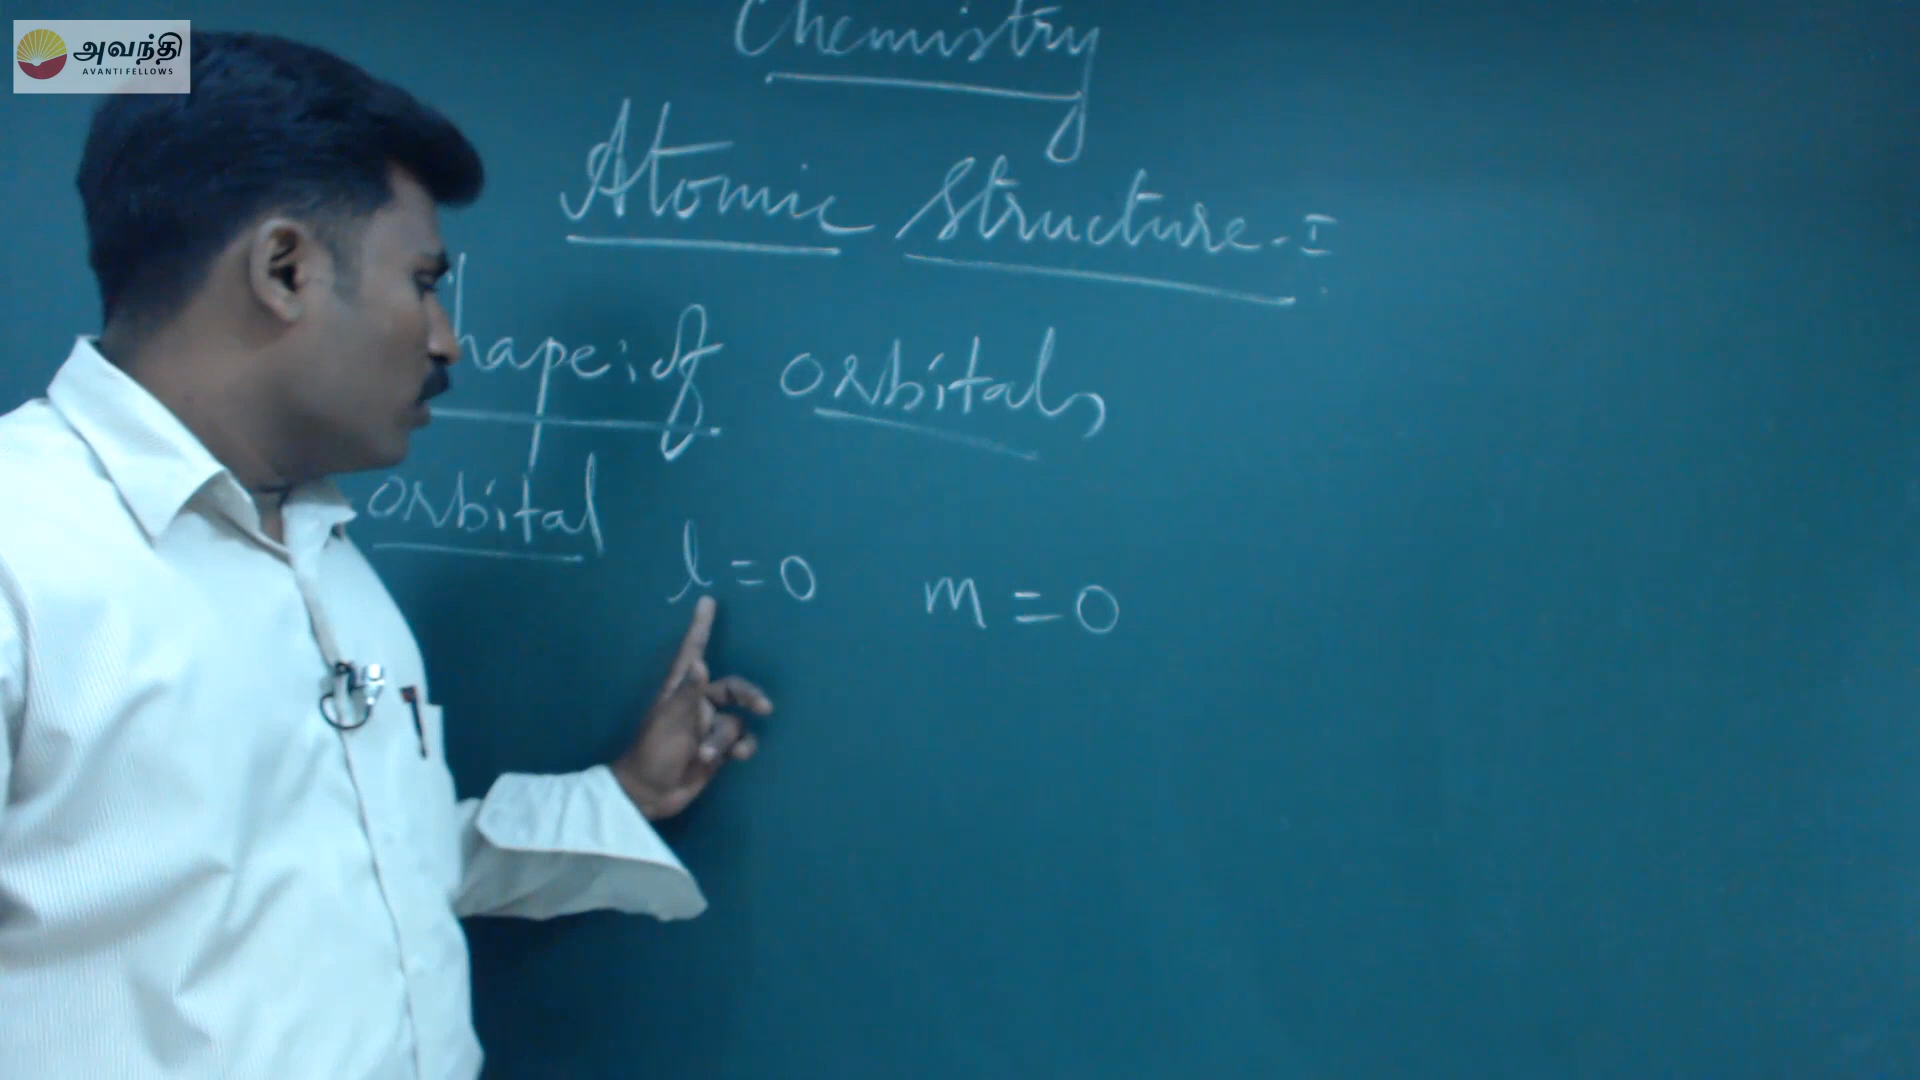 அவந்தி
AVANTI FELLOWS
Chemistry
Atomic Structure-I
hape: of orbitals
orbital
l = 0 m = 0